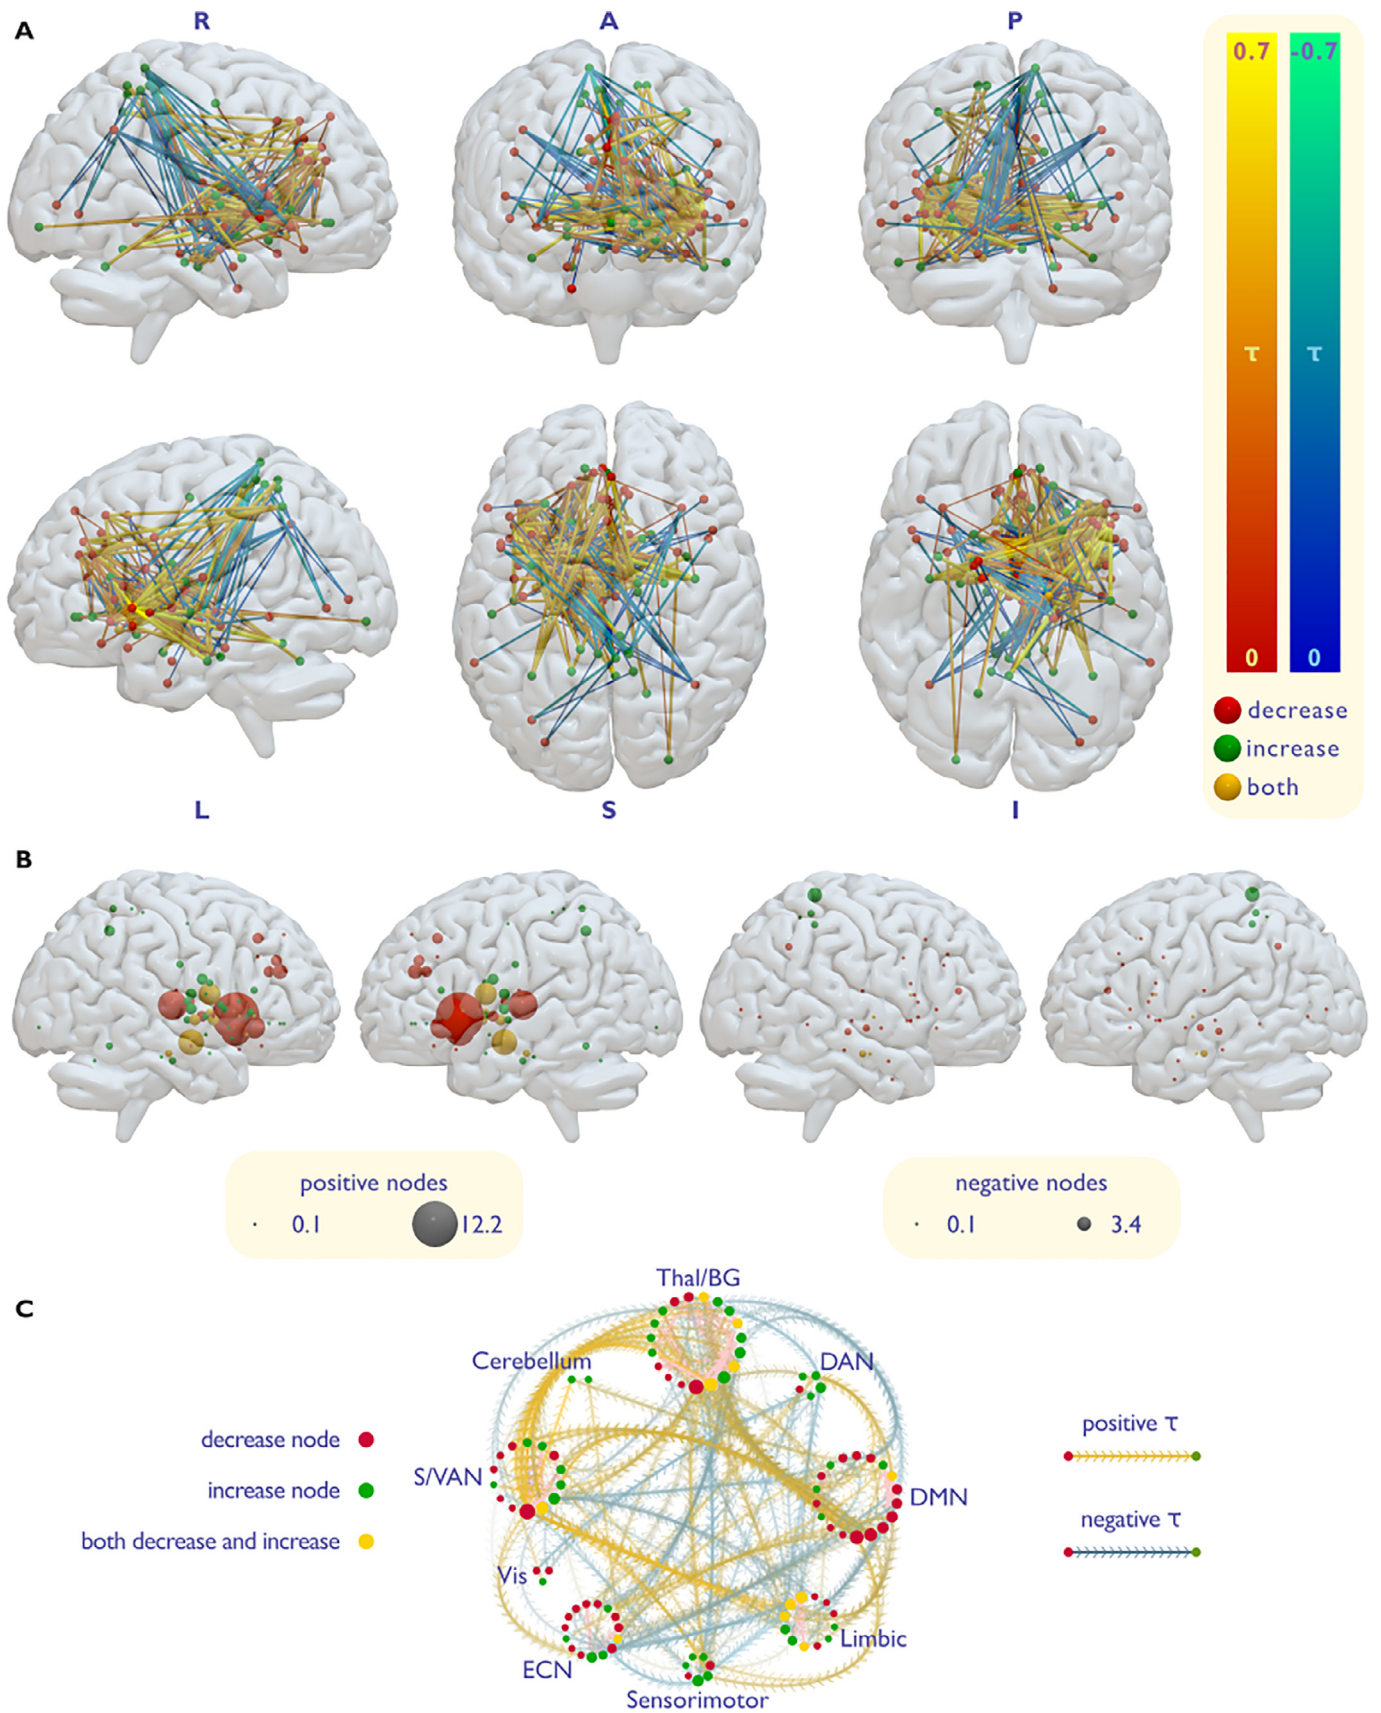 A
R
A
P
0.7
-0.7
τ
τ
0
0
decrease
increase
both
L
S
I
B
positive nodes
0.1
12.2
negative nodes
0.1
3.4
C
Thal/BG
Cerebellum
DAN
decrease node
S/VAN
increase node
DMN
both decrease and increase
positive τ
negative τ
Vis
ECN
Limbic
Sensorimotor